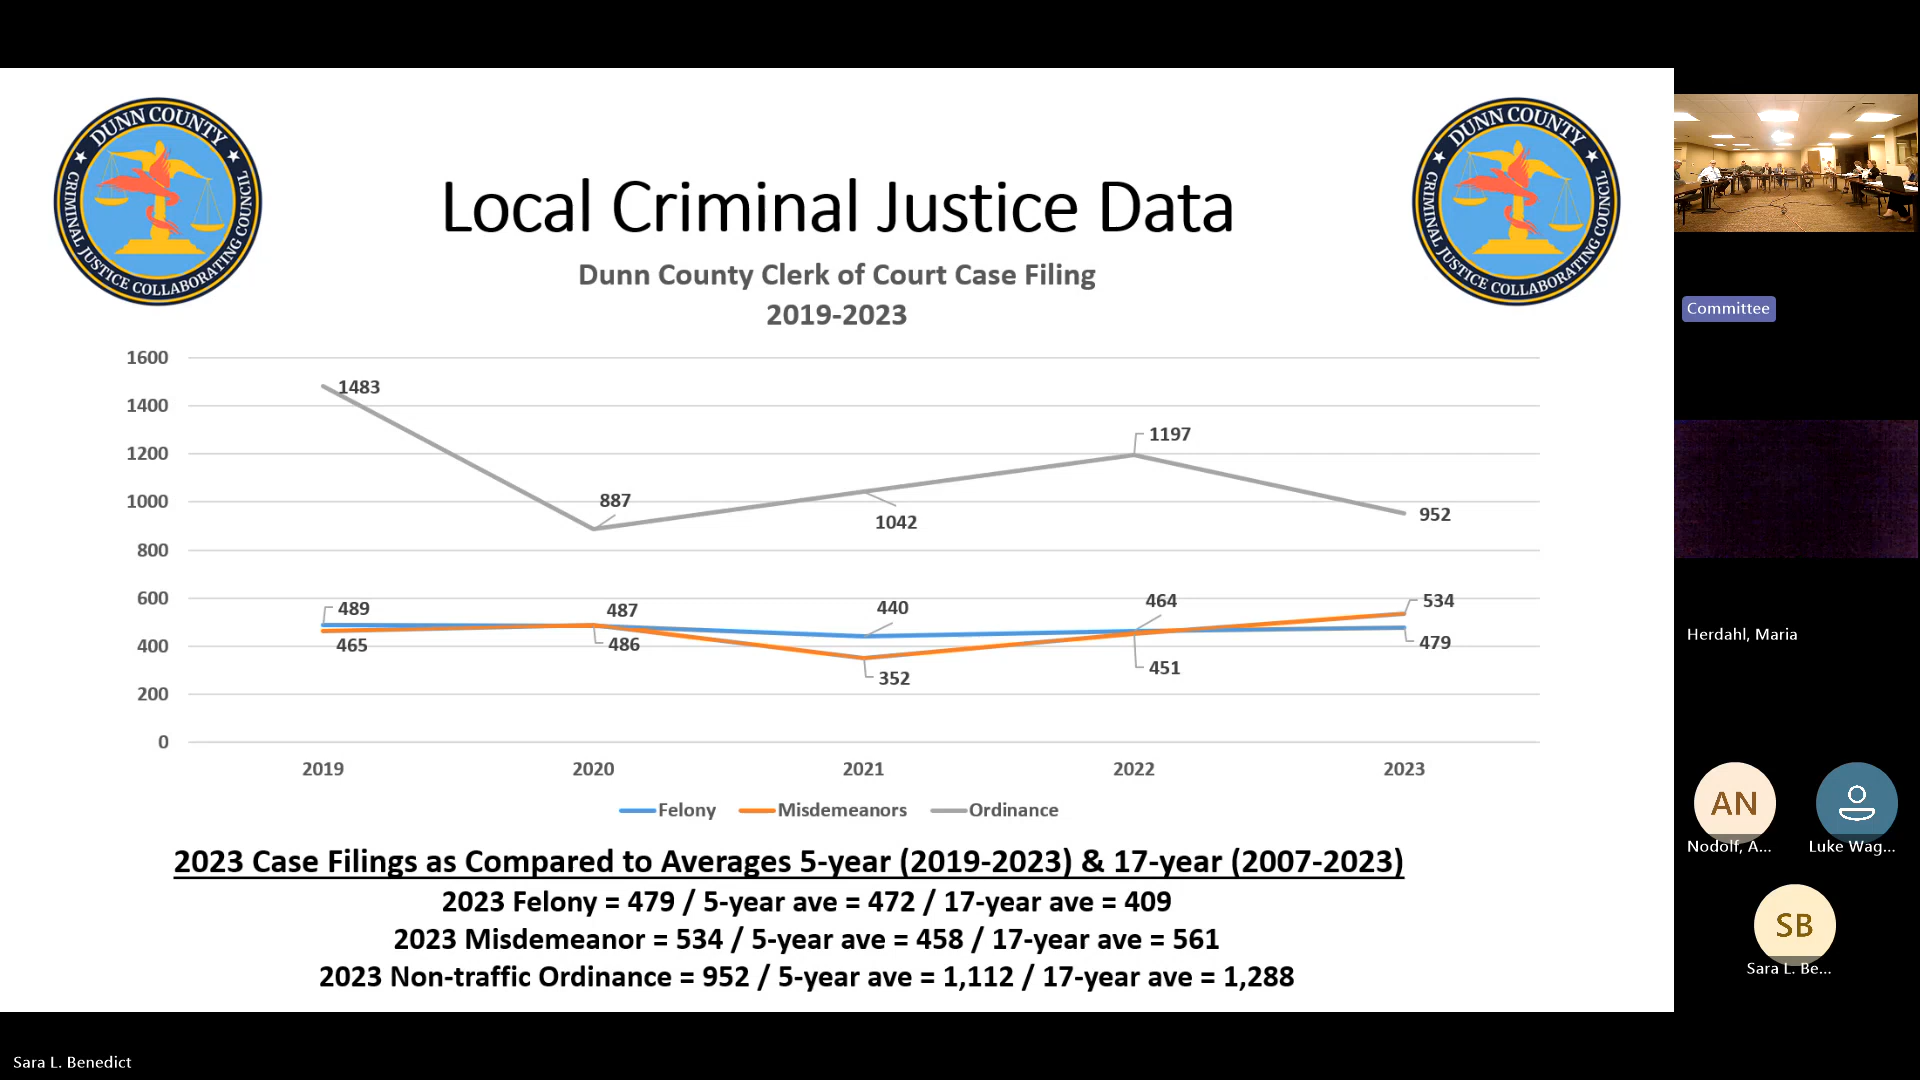 DUNN COUNTY
CRIMINAL JUSTICE COLLABORATING COUNCIL
DUNN COUNTY
CRIMINAL JUSTICE COLLABORATING COUNCIL
Local Criminal Justice Data
Dunn County Clerk of Court Case Filing
2019-2023
1600
1400
1200
1000
800
600
400
200
0
1483
887
1042
1197
952
489
487
440
464
534
465
486
352
451
479
2019 2020 2021 2022 2023
Felony Misdemeanors Ordinance
2023 Case Filings as Compared to Averages 5-year (2019-2023) & 17-year (2007-2023)
2023 Felony = 479 / 5-year ave = 472 / 17-year ave = 409
2023 Misdemeanor = 534 / 5-year ave = 458 / 17-year ave = 561
2023 Non-traffic Ordinance = 952 / 5-year ave = 1,112 / 17-year ave = 1,288
Committee
Herdahl, Maria
AN
Nodolf, A...
Luke Wag...
SB
Sara L. Be...
Sara L. Benedict